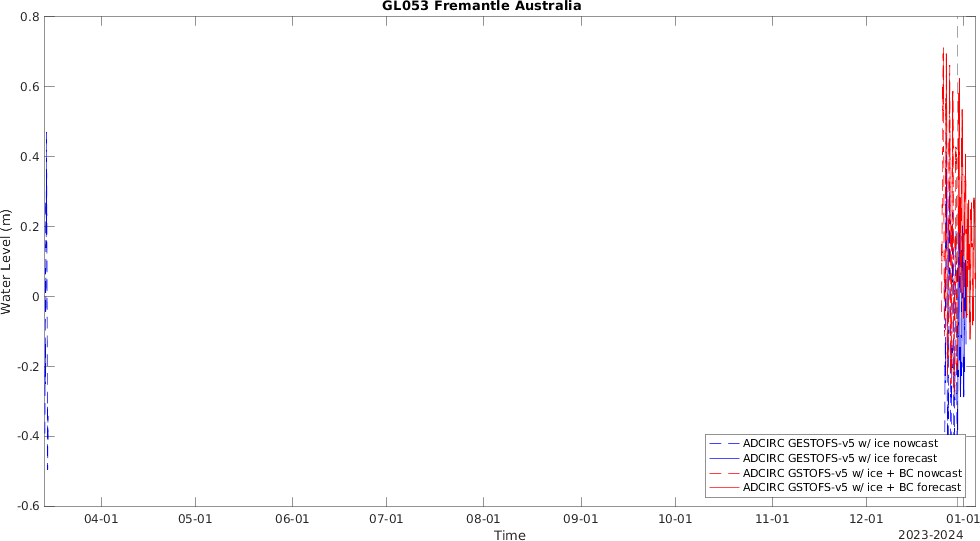 GL053 Fremantle Australia
0.8
0.6
0.4
0.2
0
-0.2
-0.4
-0.6
Water Level (m)
ADCIRC GESTOFS-v5 w/ ice nowcast
ADCIRC GESTOFS-v5 w/ ice forecast
ADCIRC GSTOFS-v5 w/ ice + BC nowcast
ADCIRC GSTOFS-v5 w/ ice + BC forecast
04-01 05-01 06-01 07-01 08-01 09-01 10-01 11-01 12-01 01-01
Time
2023-2024